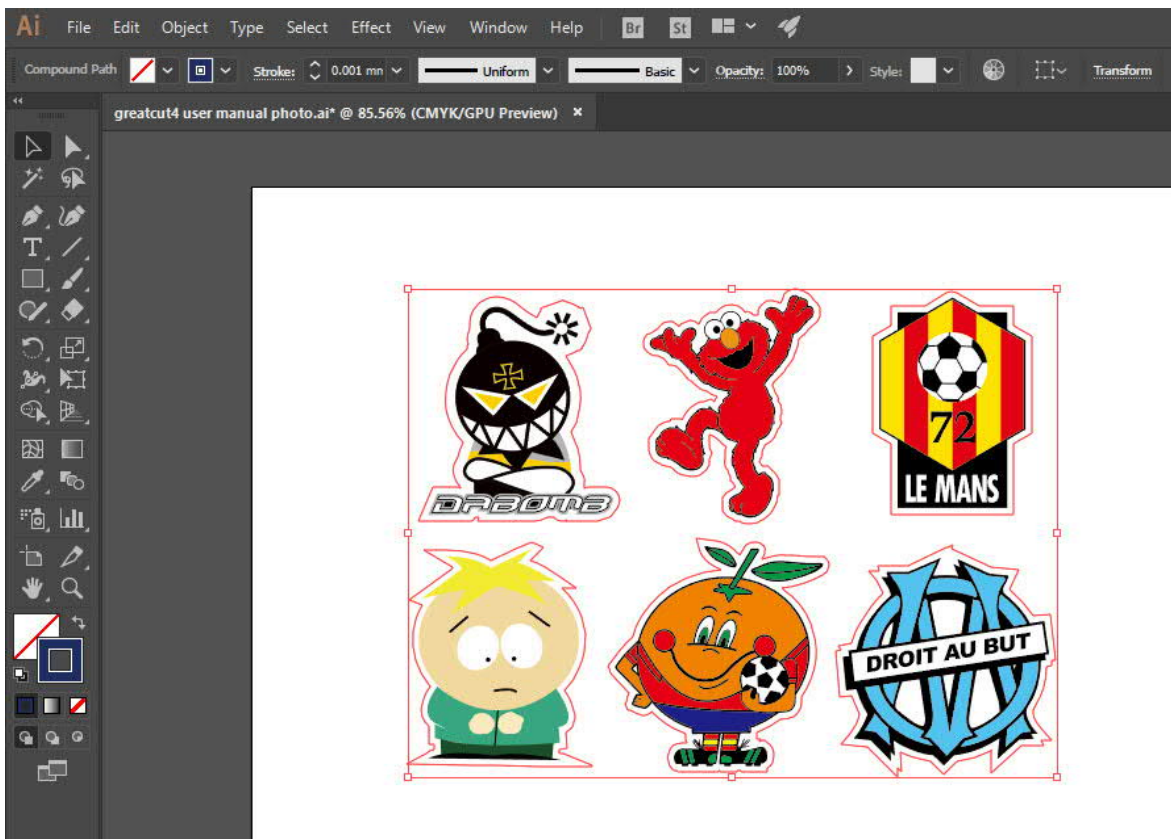 Ai File Edit Object Type Select Effect View Window Help Br St
Compound Path Stroke: 0.001 mn Uniform Basic Opacity: 100% Style: Transform
greatcut4 user manual photo.ai* @ 85.56% (CMYK/GPU Preview) ×
72
LE MANS
DABOMB
DROIT AU BUT